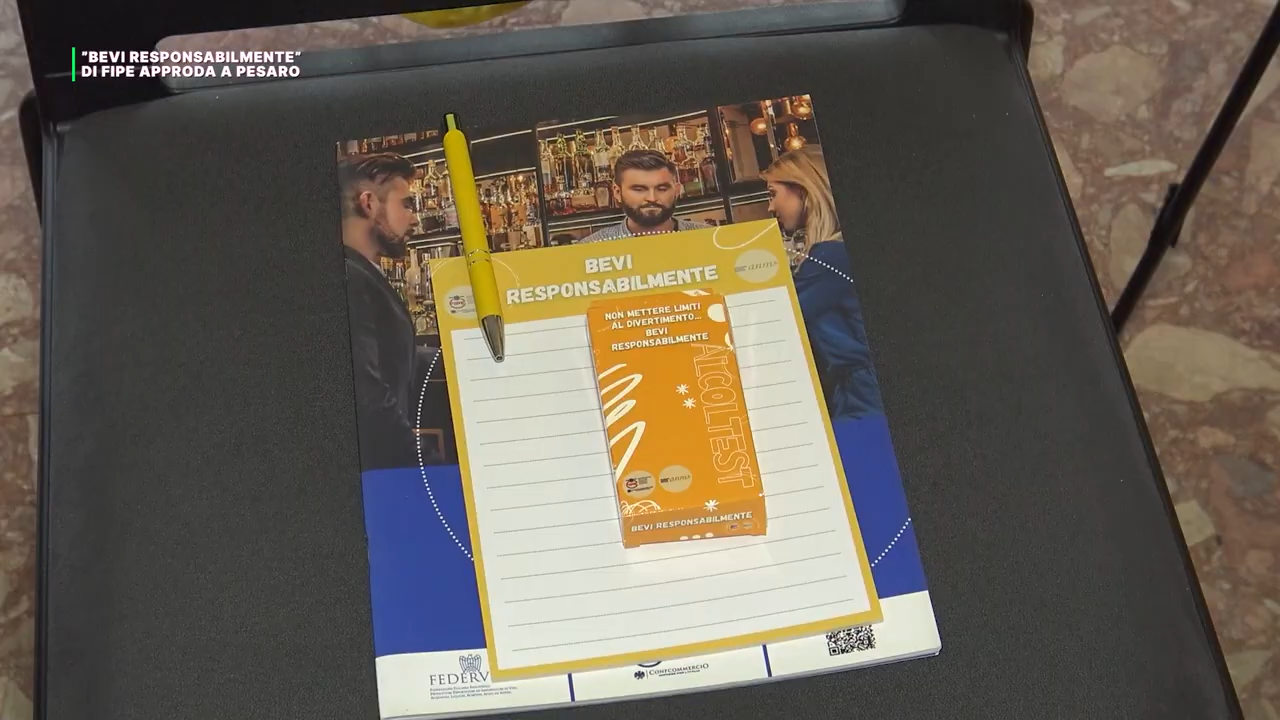 "BEVI RESPONSABILMENTE"
DI FIPE APPRODA A PESARO
BEVI
RESPONSABILMENTE
NON METTERE LIMITI
AL DIVERTIMENTO...
BEVI
RESPONSABILMENTE
ALCOLTEST
BEVI RESPONSABILMENTE
FEDERV
CONFCOMMERCIO